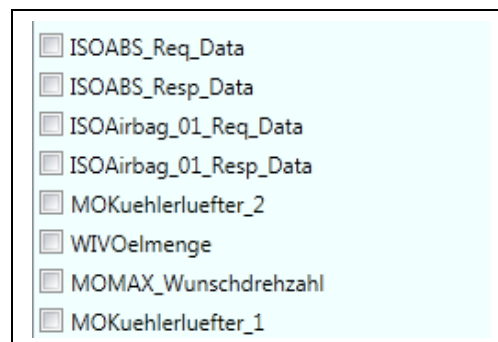 ISOABS_Req_Data
ISOABS_Resp_Data
ISOAirbag_01_Req_Data
ISOAirbag_01_Resp_Data
MOKuehlerluefter_2
WIVOelmenge
MOMAX_Wunschdrehzahl
MOKuehlerluefter_1